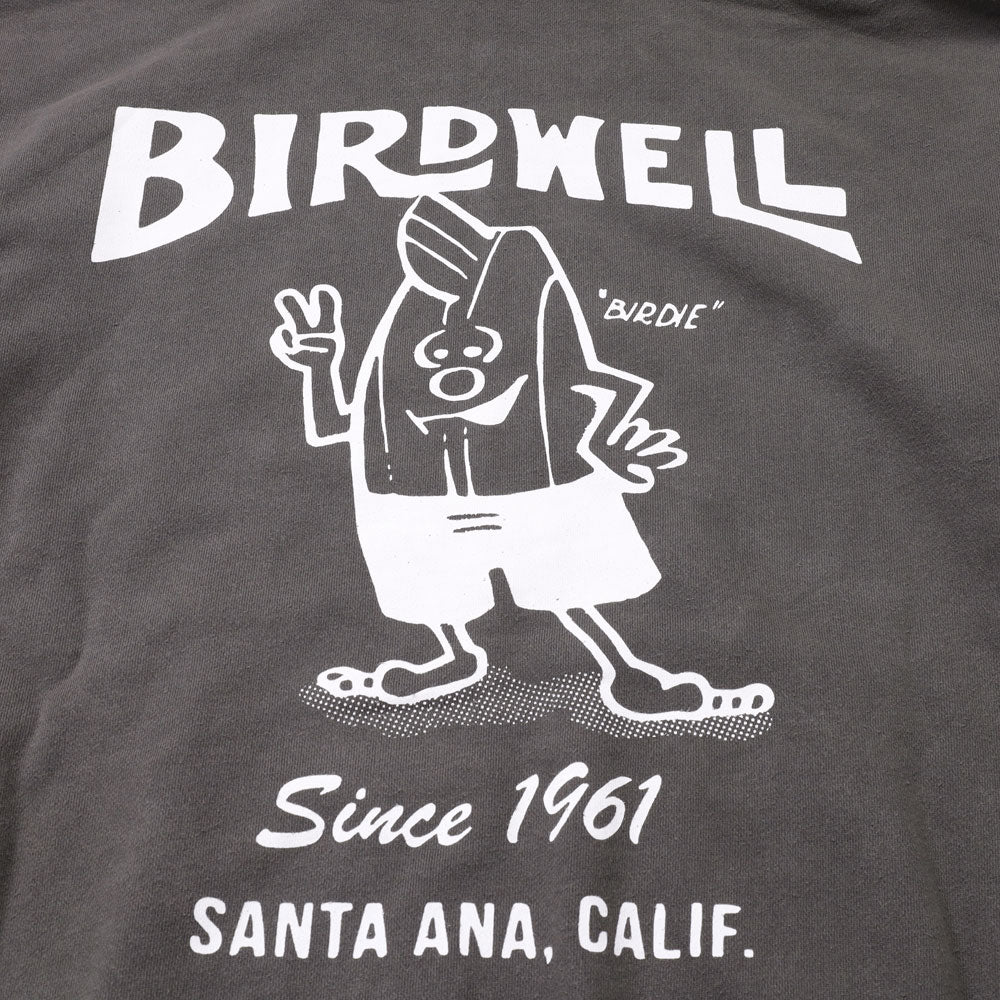 BIRDWELL
"BIRDIE"
Since 1961
SANTA ANA, CALIF.